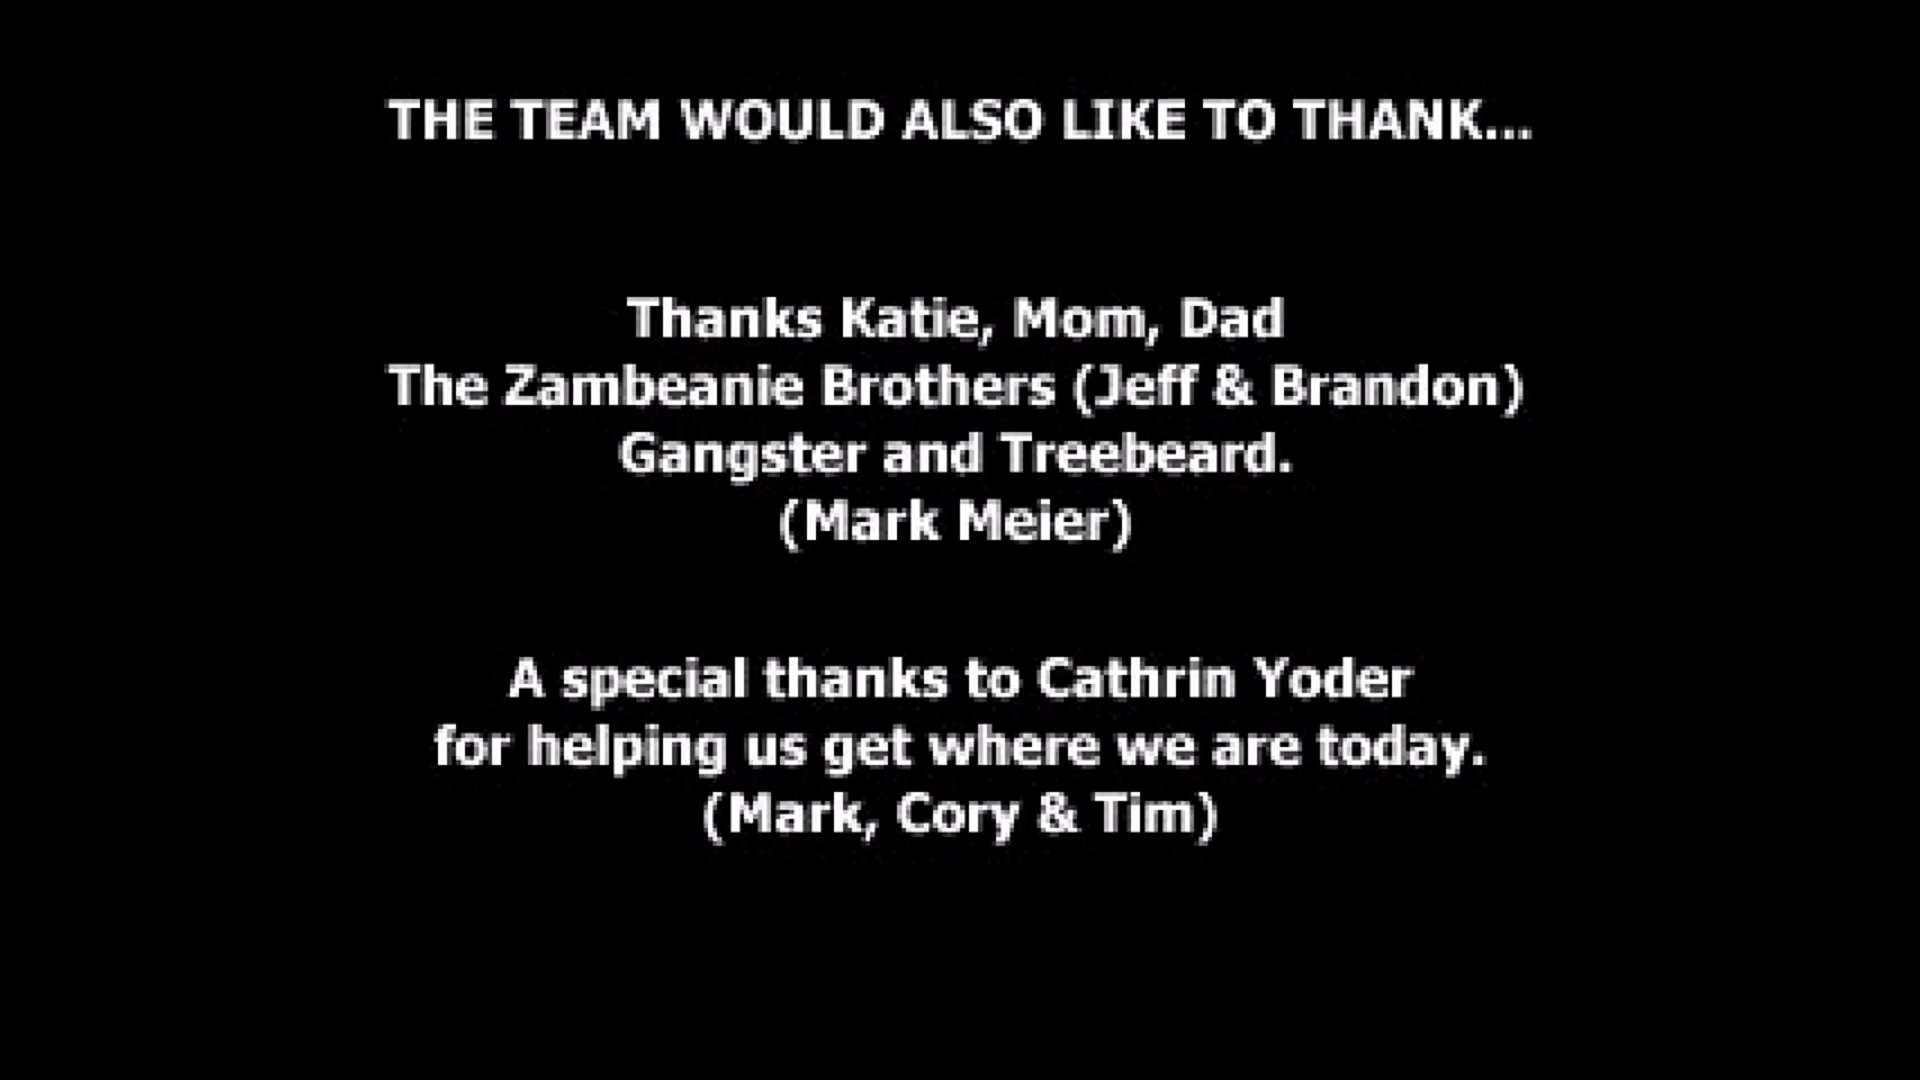 THE TEAM WOULD ALSO LIKE TO THANK...
Thanks Katie, Mom, Dad
The Zambeanie Brothers (Jeff & Brandon)
Gangster and Treebeard.
(Mark Meier)
A special thanks to Cathrin Yoder
for helping us get where we are today.
(Mark, Cory & Tim)